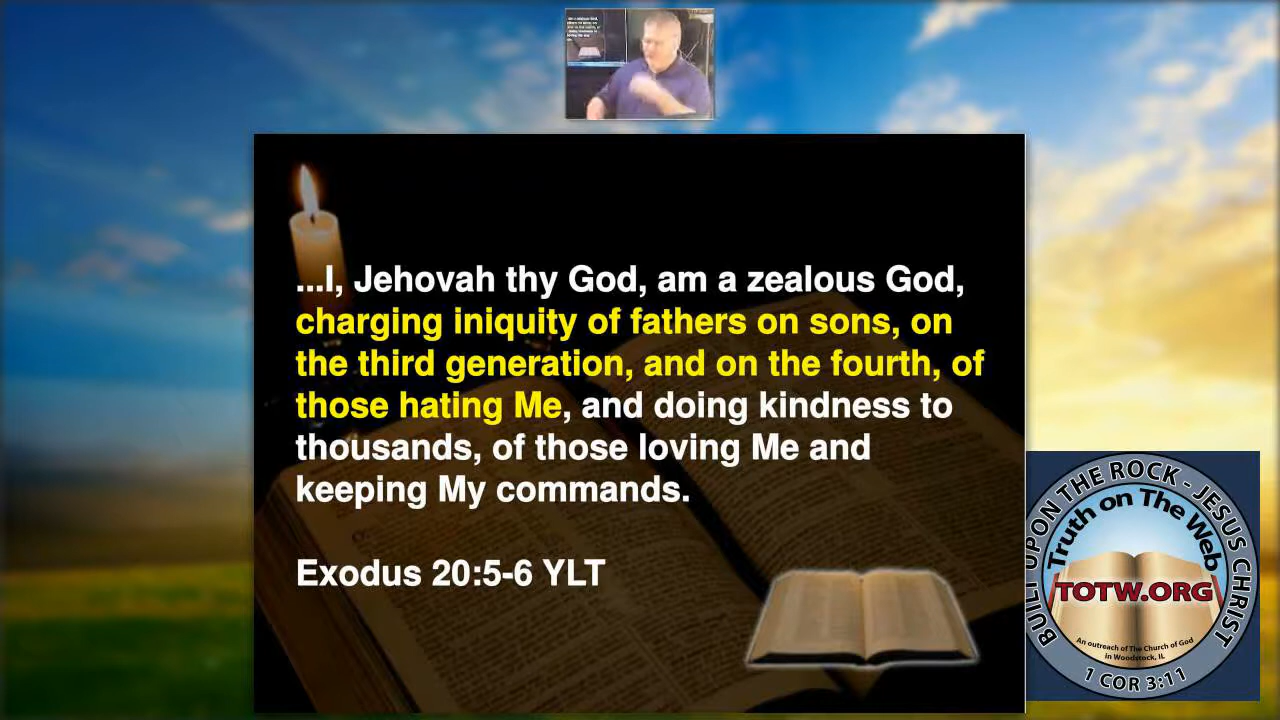 ...I, Jehovah thy God, am a zealous God,
charging iniquity of fathers on sons, on
the third generation, and on the fourth, of
those hating Me, and doing kindness to
thousands, of those loving Me and
keeping My commands.
Exodus 20:5-6 YLT
BUILT UPON THE ROCK - JESUS CHRIST
Truth on The Web
TOTW.ORG
An outreach of The Church of God
in Woodstock, IL
1 COR 3:11